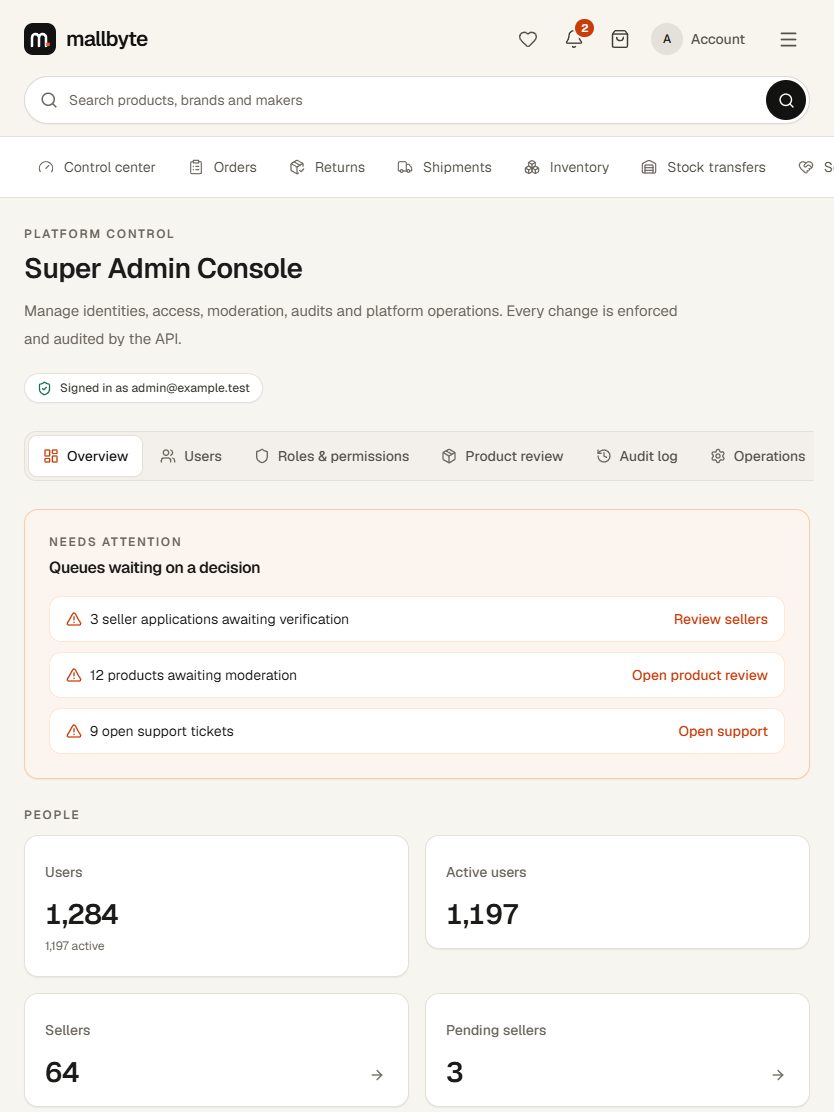 m.
mallbyte
2
A
Account
Search products, brands and makers
Control center
Orders
Returns
Shipments
Inventory
Stock transfers
PLATFORM CONTROL
Super Admin Console
Manage identities, access, moderation, audits and platform operations. Every change is enforced
and audited by the API.
Signed in as admin@example.test
Overview
Users
Roles & permissions
Product review
Audit log
Operations
NEEDS ATTENTION
Queues waiting on a decision
3 seller applications awaiting verification
Review sellers
12 products awaiting moderation
Open product review
9 open support tickets
Open support
PEOPLE
Users
1,284
1,197 active
Active users
1,197
Sellers
64
Pending sellers
3